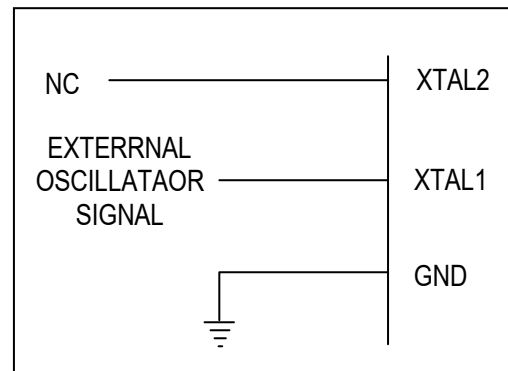 NC
XTAL2
EXTERRNAL
OSCILLATAOR
SIGNAL
XTAL1
GND